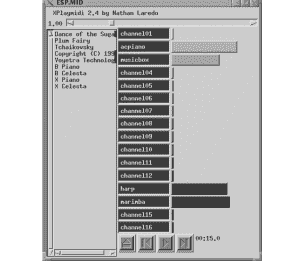 ESP.MID
XPlaymidi 2.4 by Nathan Laredo
1.00
Dance of the Suga
Plum Fairy
Tchaikovsky
Copyright (C) 199
Voyetra Technolog
B Piano
B Celesta
X Piano
X Celesta
channel01
acpiano
musicbox
channel04
channel05
channel06
channel07
channel08
channel09
channel10
channel11
channel12
harp
marimba
channel15
channel16
00:15.0